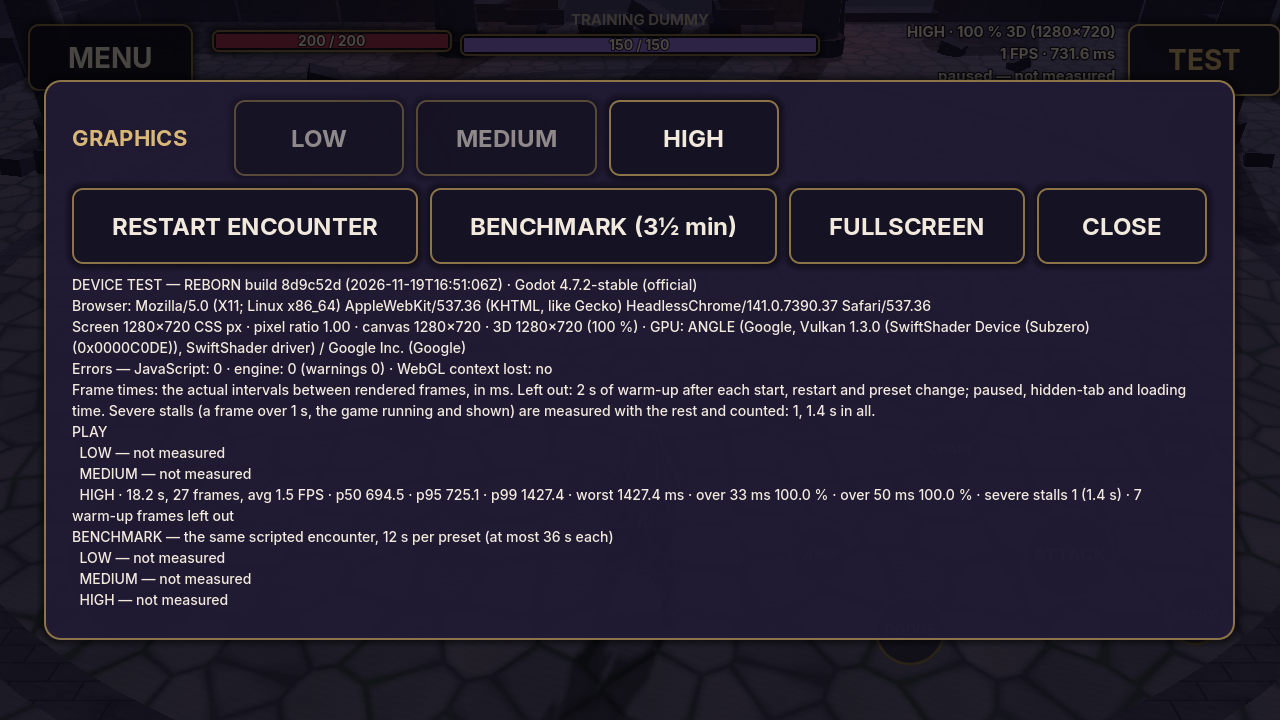 TRAINING DUMMY
MENU
200 / 200
150 / 150
HIGH · 100 % 3D (1280×720)
1 FPS · 731.6 ms
paused — not measured
TEST
GRAPHICS
LOW
MEDIUM
HIGH
RESTART ENCOUNTER
BENCHMARK (3½ min)
FULLSCREEN
CLOSE
DEVICE TEST — REBORN build 8d9c52d (2026-11-19T16:51:06Z) · Godot 4.7.2-stable (official)
Browser: Mozilla/5.0 (X11; Linux x86_64) AppleWebKit/537.36 (KHTML, like Gecko) HeadlessChrome/141.0.7390.37 Safari/537.36
Screen 1280×720 CSS px · pixel ratio 1.00 · canvas 1280×720 · 3D 1280×720 (100 %) · GPU: ANGLE (Google, Vulkan 1.3.0 (SwiftShader Device (Subzero)
(0x0000C0DE)), SwiftShader driver) / Google Inc. (Google)
Errors — JavaScript: 0 · engine: 0 (warnings 0) · WebGL context lost: no
Frame times: the actual intervals between rendered frames, in ms. Left out: 2 s of warm-up after each start, restart and preset change; paused, hidden-tab and loading
time. Severe stalls (a frame over 1 s, the game running and shown) are measured with the rest and counted: 1, 1.4 s in all.
PLAY
LOW — not measured
MEDIUM — not measured
HIGH · 18.2 s, 27 frames, avg 1.5 FPS · p50 694.5 · p95 725.1 · p99 1427.4 · worst 1427.4 ms · over 33 ms 100.0 % · over 50 ms 100.0 % · severe stalls 1 (1.4 s) · 7
warm-up frames left out
BENCHMARK — the same scripted encounter, 12 s per preset (at most 36 s each)
LOW — not measured
MEDIUM — not measured
HIGH — not measured